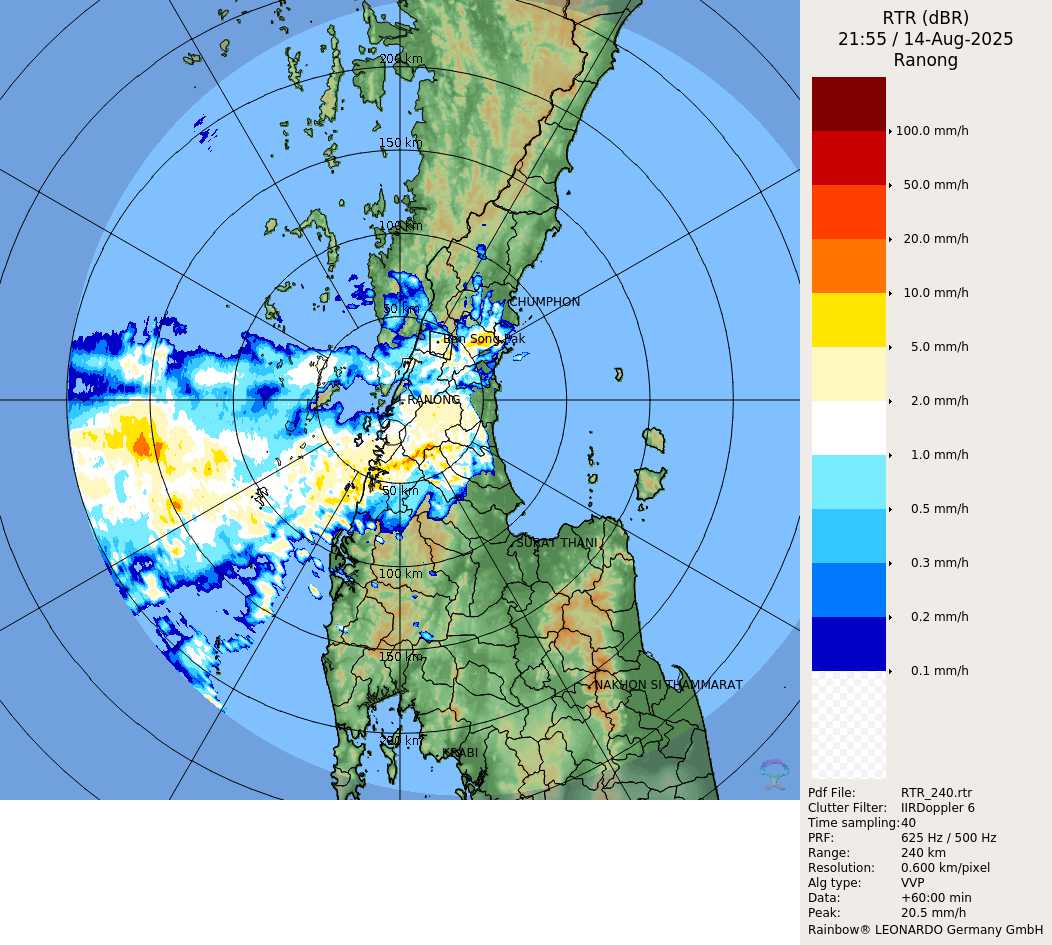 RTR (dBR)
21:55 / 14-Aug-2025
Ranong
200 km
150 km
100 km
50 km
CHUMPHON
Ban Song Pak
RANONG
50 km
SURAT THANI
100 km
150 km
NAKHON SI THAMMARAT
200 km
KRABI
100.0 mm/h
50.0 mm/h
20.0 mm/h
10.0 mm/h
5.0 mm/h
2.0 mm/h
1.0 mm/h
0.5 mm/h
0.3 mm/h
0.2 mm/h
0.1 mm/h
Pdf File: RTR_240.rtr
Clutter Filter: IIRDoppler 6
Time sampling: 40
PRF: 625 Hz / 500 Hz
Range: 240 km
Resolution: 0.600 km/pixel
Alg type: VVP
Data: +60:00 min
Peak: 20.5 mm/h
Rainbow® LEONARDO Germany GmbH